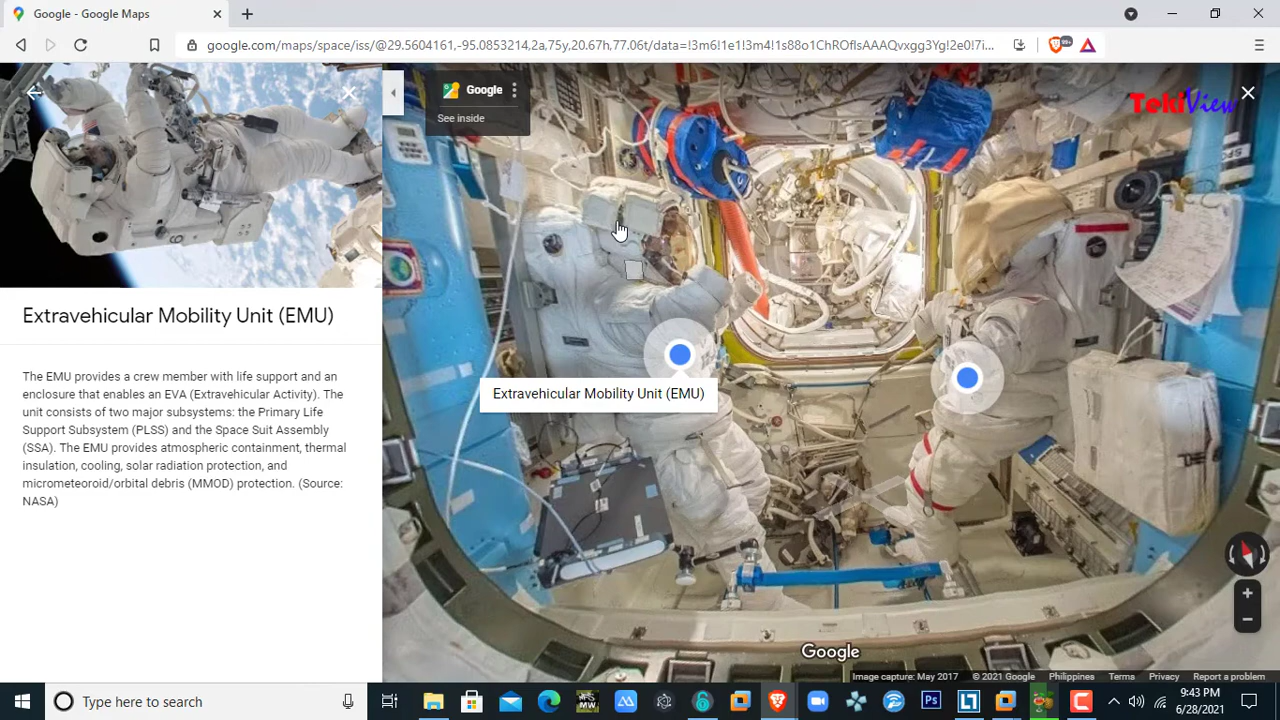 Google - Google Maps
google.com/maps/space/iss/@29.5604161,-95.0853214,2a,75y,20.67h,77.06t/data=!3m6!1e1!3m4!1sAF1QipN...
Google
See inside
TekiView
Extravehicular Mobility Unit (EMU)
The EMU provides a crew member with life support and an
enclosure that enables an EVA (Extravehicular Activity). The
unit consists of two major subsystems: the Primary Life
Support Subsystem (PLSS) and the Space Suit Assembly
(SSA). The EMU provides atmospheric containment, thermal
insulation, cooling, solar radiation protection, and
micrometeoroid/orbital debris (MMOD) protection. (Source:
NASA)
Extravehicular Mobility Unit (EMU)
Google
Image capture: May 2017 © 2021 Google Philippines Terms Privacy Report a problem
Type here to search
9:43 PM
6/28/2021